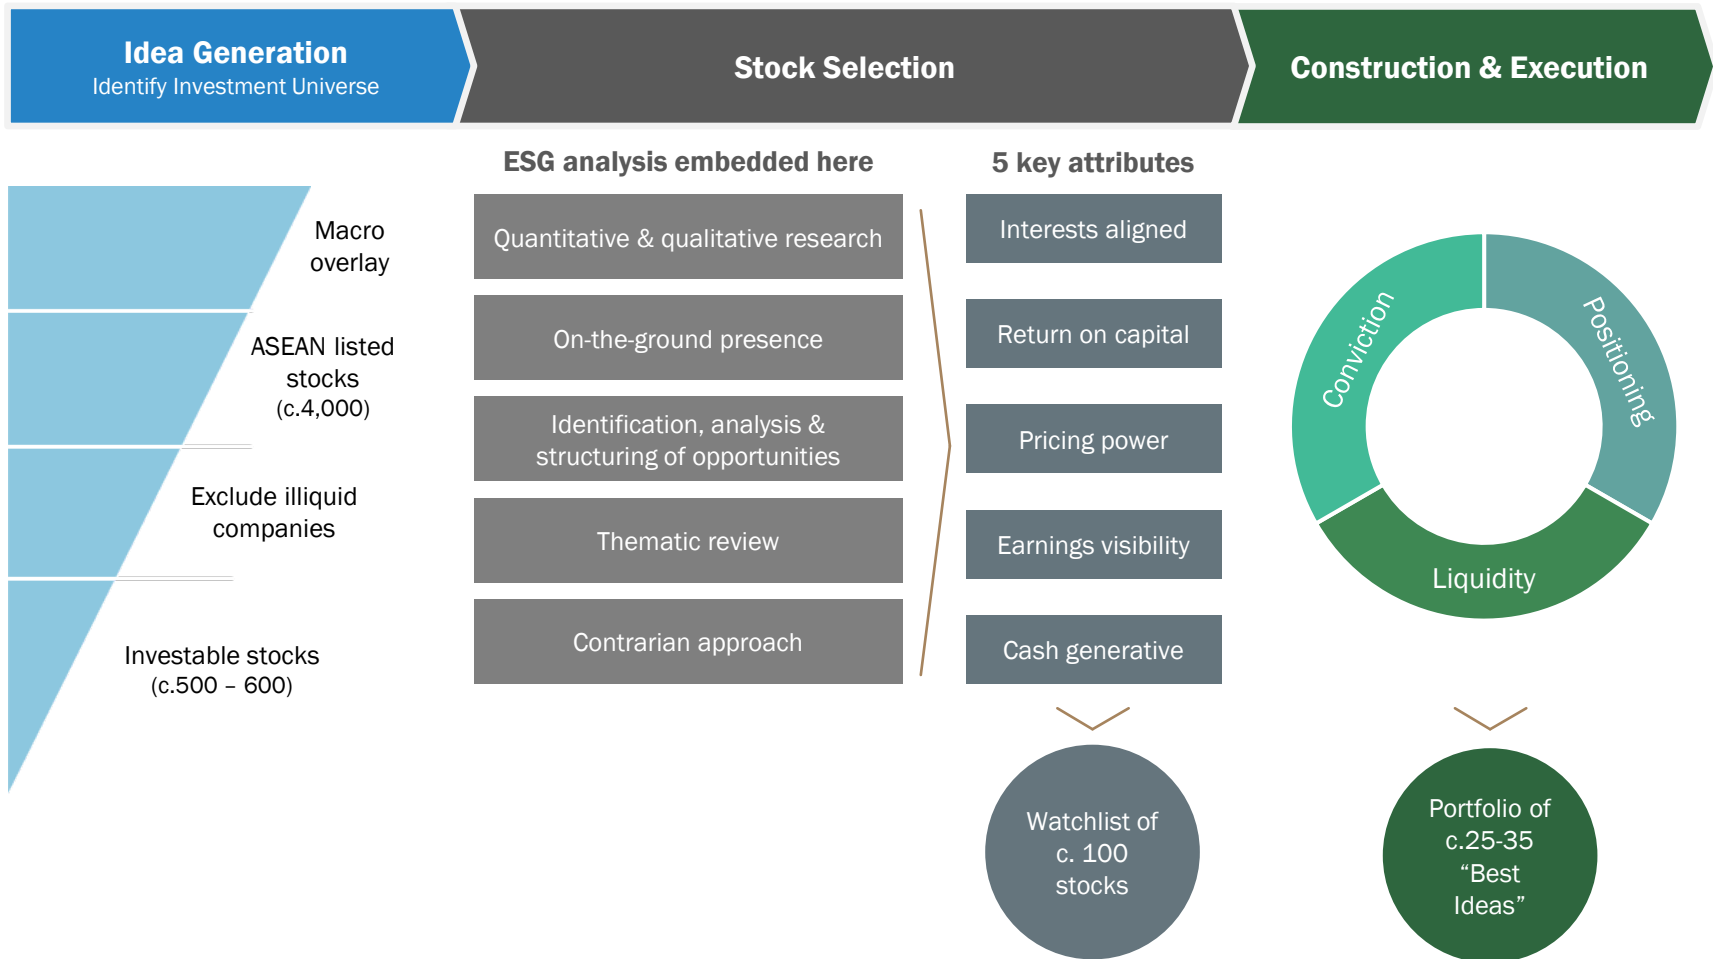 Idea Generation
Identify Investment Universe
Stock Selection
Construction & Execution
Macro
overlay
ASEAN listed
stocks
(c.4,000)
Exclude illiquid
companies
Investable stocks
(c.500 – 600)
ESG analysis embedded here
Quantitative & qualitative research
On-the-ground presence
Identification, analysis &
structuring of opportunities
Thematic review
Contrarian approach
5 key attributes
Interests aligned
Return on capital
Pricing power
Earnings visibility
Cash generative
Watchlist of
c. 100
stocks
Conviction
Positioning
Liquidity
Portfolio of
c.25-35
“Best
Ideas”